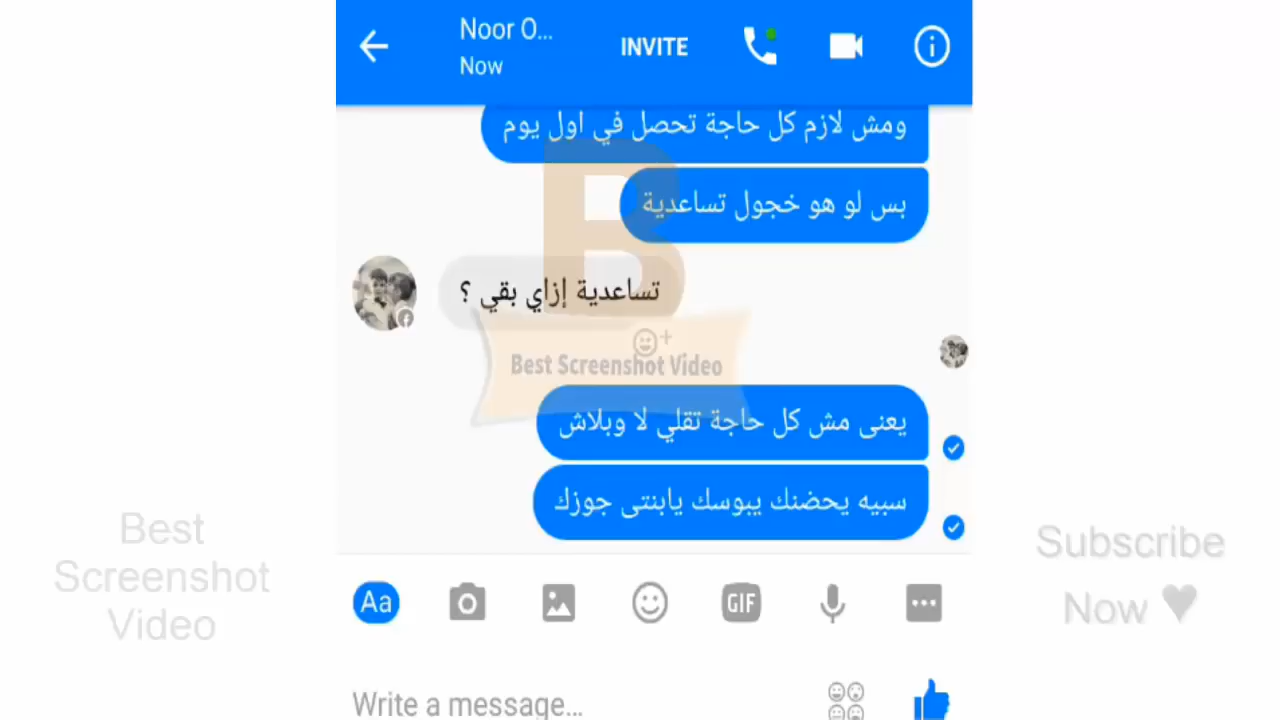 Noor O...
Now
INVITE
ومش لازم كل حاجة تحصل في اول يوم
بس لو هو خجول تساعدية
تساعدية إزاي بقي ؟
B
Best Screenshot Video
يعنى مش كل حاجة تقلي لا وبلاش
سبيه يحضنك يبوسك يابنتى جوزك
Best
Screenshot
Video
Subscribe
Now ♥
Aa
GIF
Write a message...